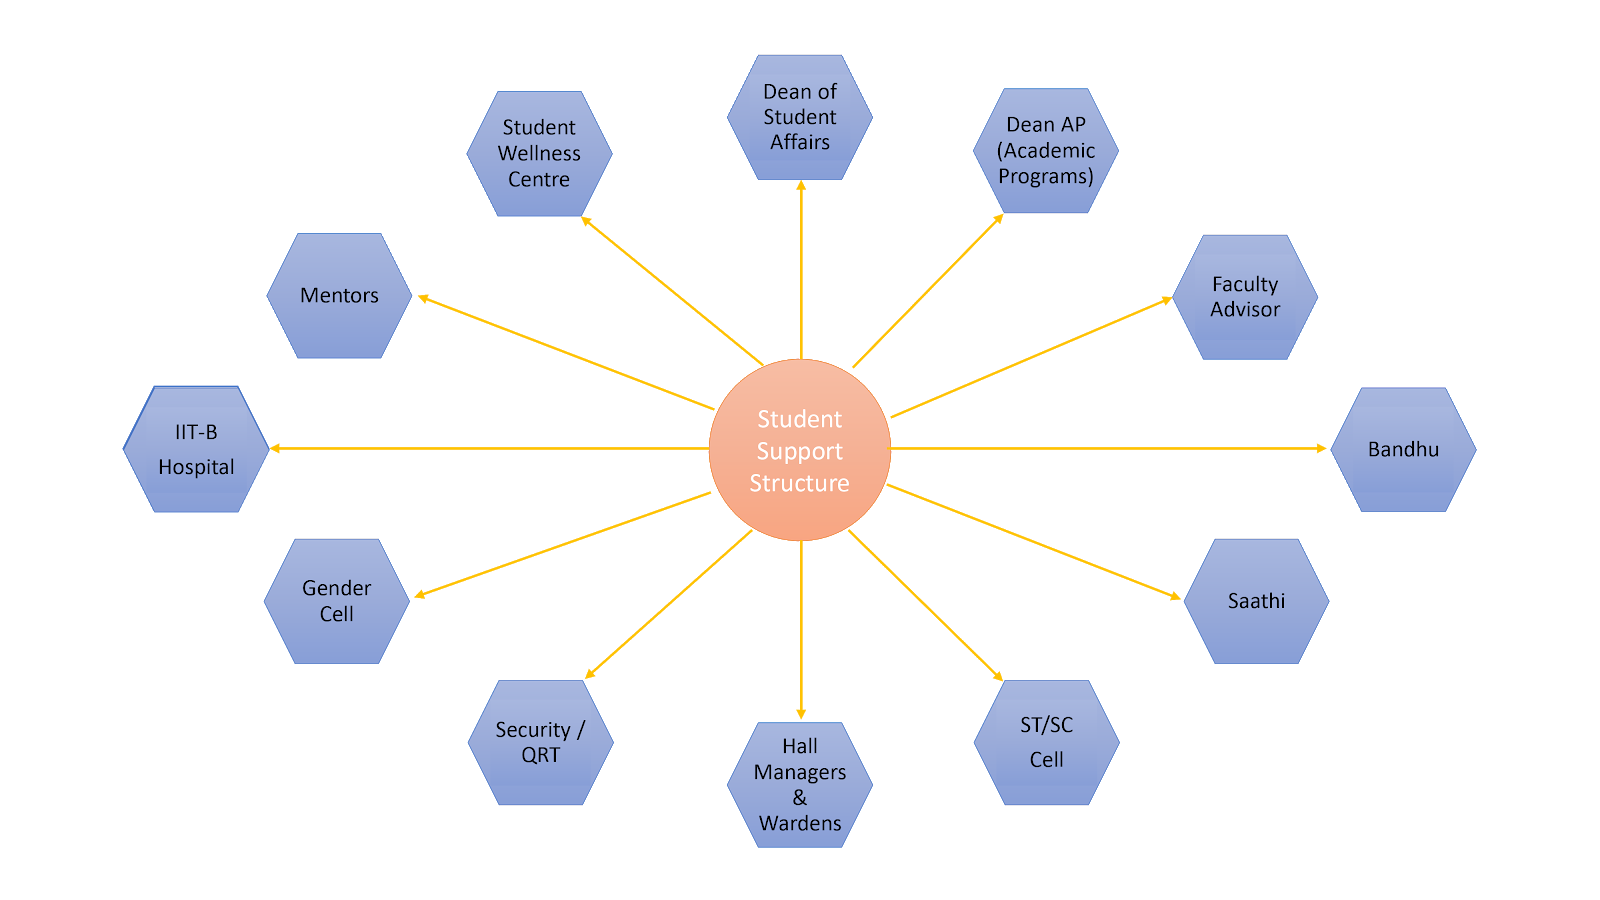 Dean of
Student
Affairs
Dean AP
(Academic
Programs)
Student
Wellness
Centre
Faculty
Advisor
Mentors
Student
Support
Structure
IIT-B
Hospital
Bandhu
Gender
Cell
Saathi
Security /
QRT
ST/SC
Cell
Hall
Managers
&
Wardens